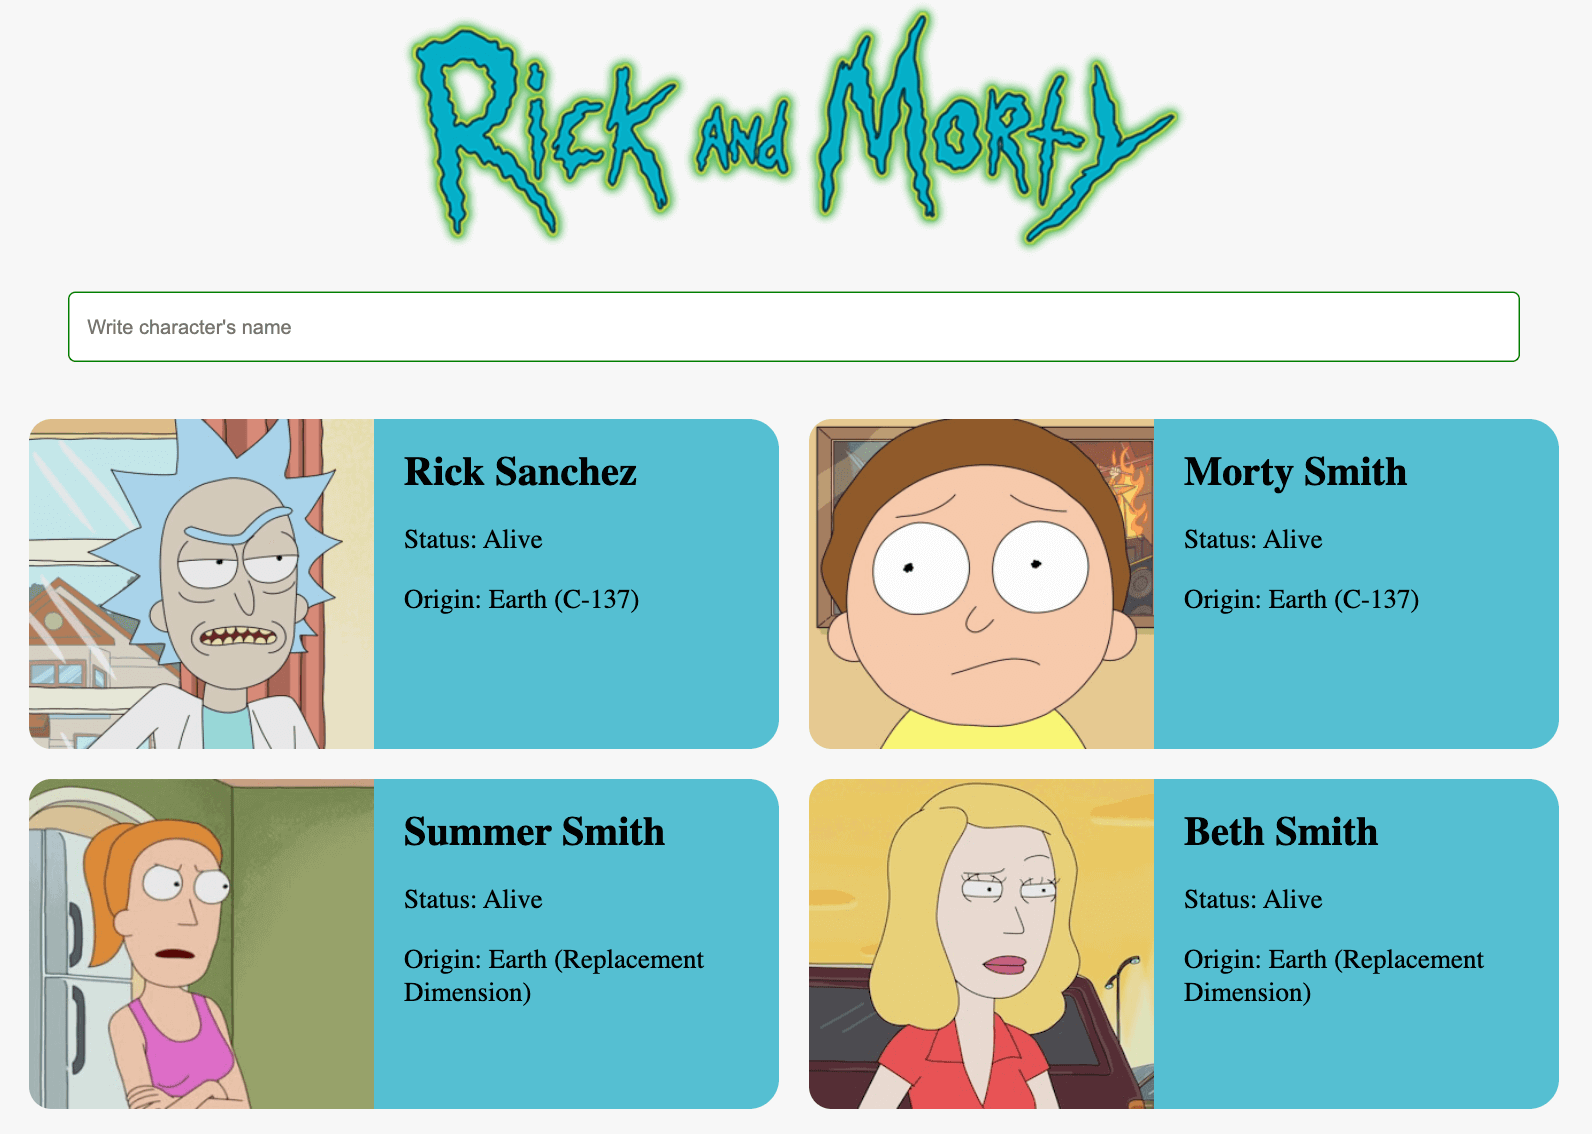 Rick and Morty
Write character's name
Rick Sanchez
Status: Alive
Origin: Earth (C-137)
Morty Smith
Status: Alive
Origin: Earth (C-137)
Summer Smith
Status: Alive
Origin: Earth (Replacement
Dimension)
Beth Smith
Status: Alive
Origin: Earth (Replacement
Dimension)